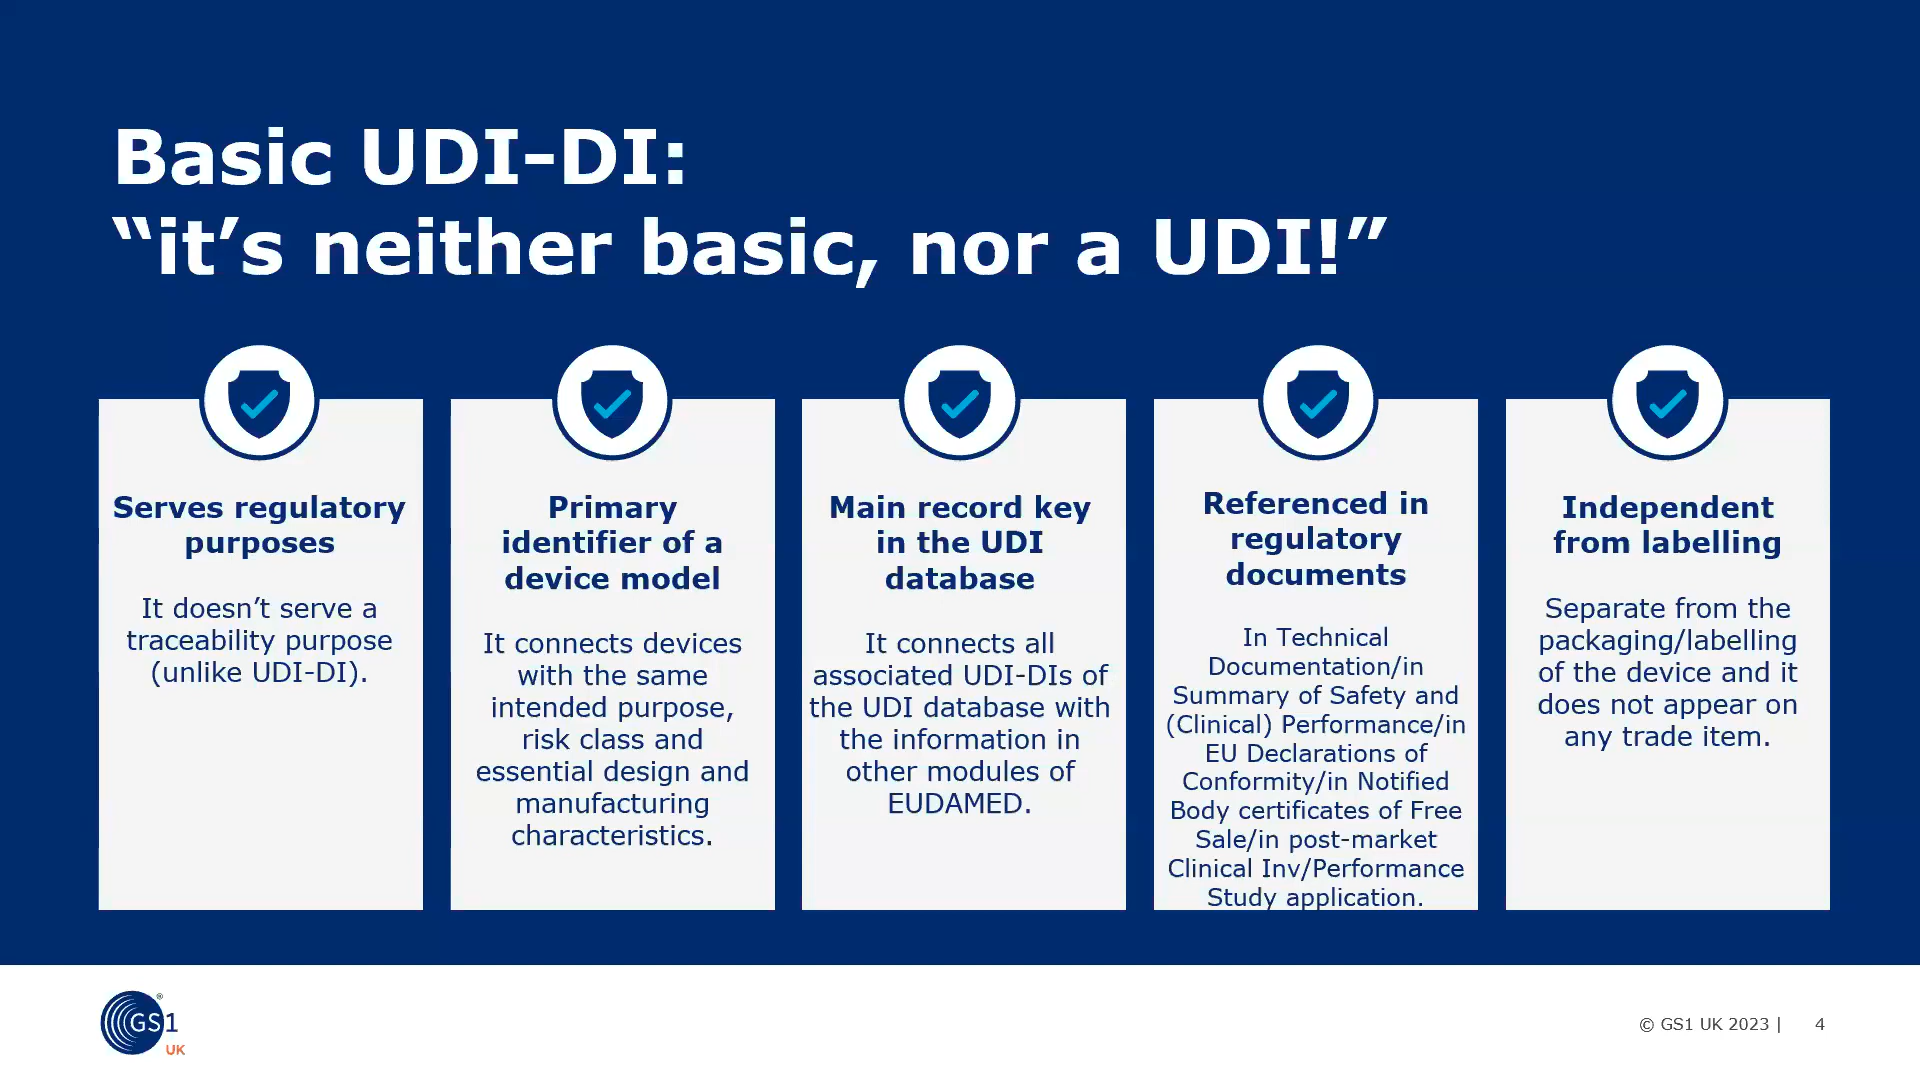 Basic UDI-DI:
“it’s neither basic, nor a UDI!”
Serves regulatory
purposes
It doesn’t serve a
traceability purpose
(unlike UDI-DI).
Primary
identifier of a
device model
It connects devices
with the same
intended purpose,
risk class and
essential design and
manufacturing
characteristics.
Main record key
in the UDI
database
It connects all
associated UDI-DIs of
the UDI database with
the information in
other modules of
EUDAMED.
Referenced in
regulatory
documents
In Technical
Documentation/in
Summary of Safety and
(Clinical) Performance/in
EU Declarations of
Conformity/in Notified
Body certificates of Free
Sale/in post-market
Clinical Inv/Performance
Study application.
Independent
from labelling
Separate from the
packaging/labelling
of the device and it
does not appear on
any trade item.
GS1 ®
UK
© GS1 UK 2023 | 4